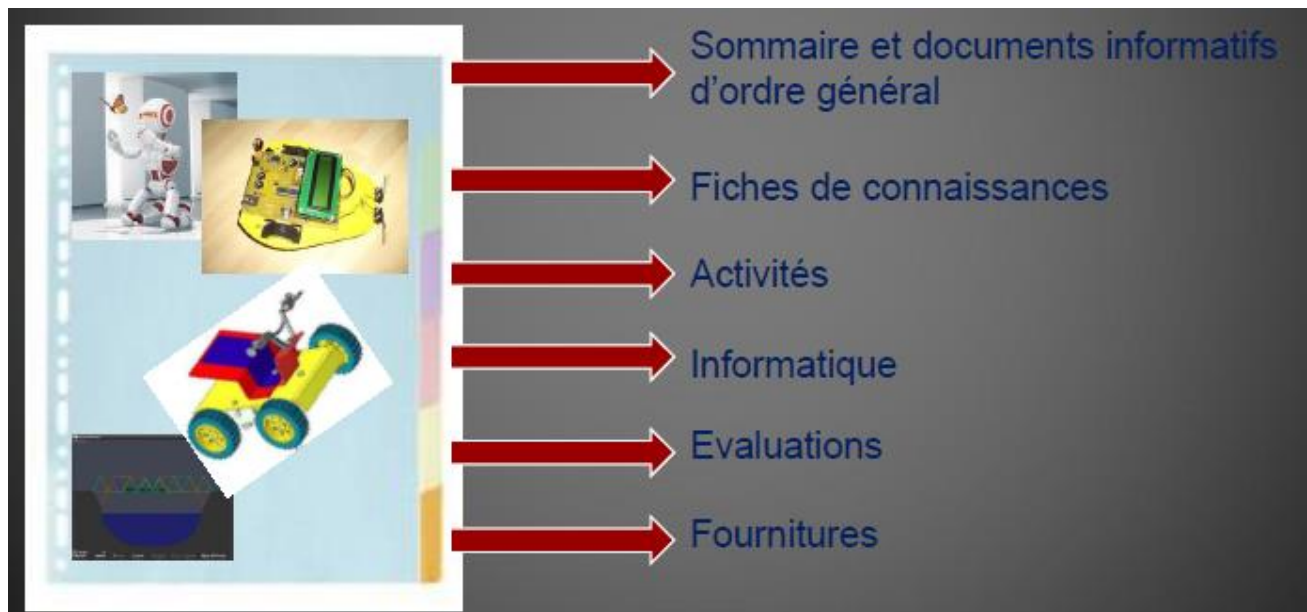 Sommaire et documents informatifs
d'ordre général
Fiches de connaissances
Activités
Informatique
Evaluations
Fournitures